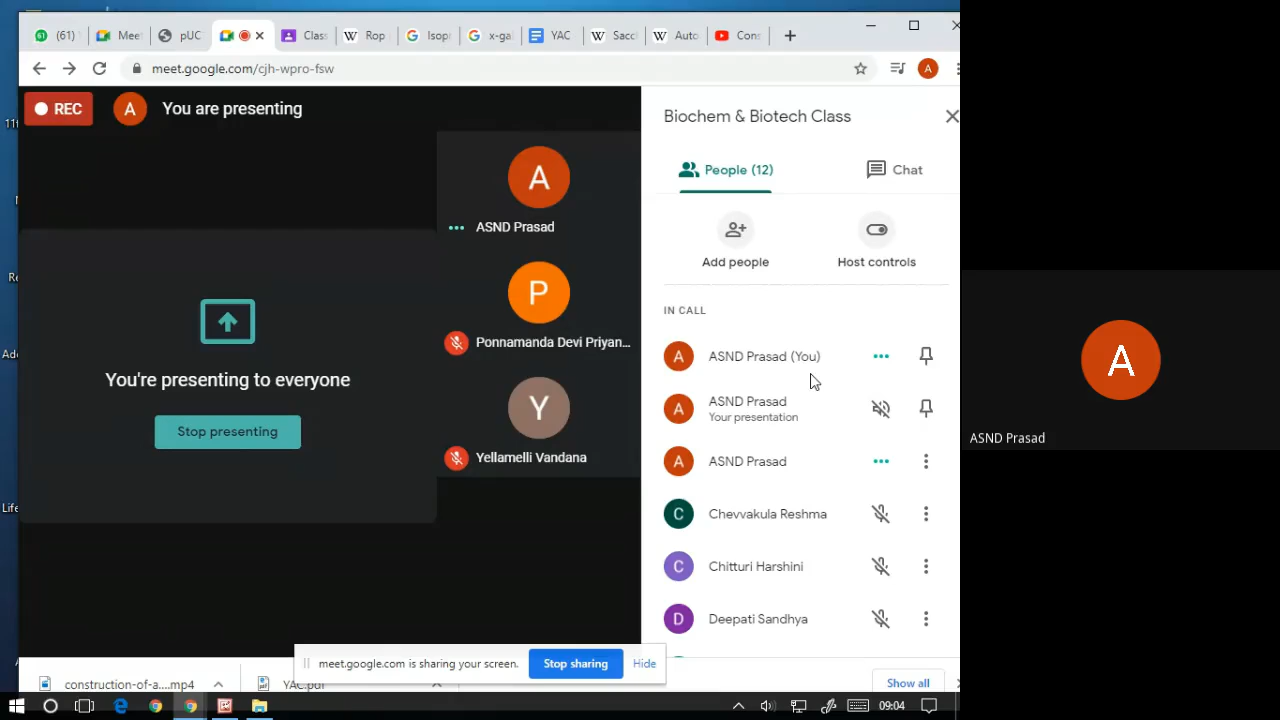 (61)
Meet
pUC
Class
Rop
Isop
x-gal
YAC
Sacc
Auto
Cons
meet.google.com/cjh-wpro-fsw
A
REC
A
You are presenting
A
ASND Prasad
P
Ponnamanda Devi Priyan...
Y
Yellamelli Vandana
You're presenting to everyone
Stop presenting
Biochem & Biotech Class
People (12)
Chat
Add people
Host controls
IN CALL
A
ASND Prasad (You)
A
ASND Prasad
Your presentation
A
ASND Prasad
C
Chevvakula Reshma
C
Chitturi Harshini
D
Deepati Sandhya
meet.google.com is sharing your screen.
Stop sharing
Hide
construction-of-a....mp4
YAC.pdf
Show all
09:04
A
ASND Prasad